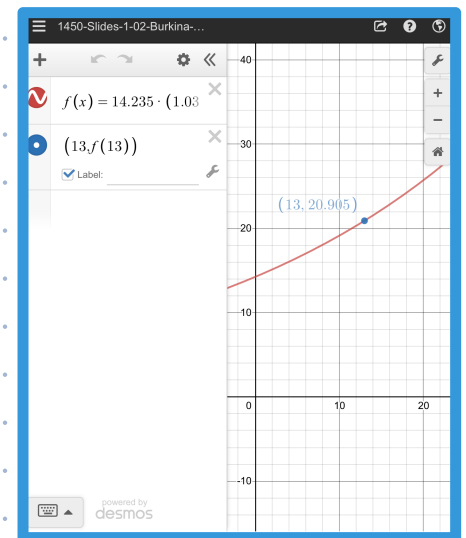 1450-Slides-1-02-Burkina-...
f(x) = 14.235 · (1.03
(13,f(13))
Label:
powered by
desmos
40
30
(13, 20.905)
20
10
0
10
20
-10